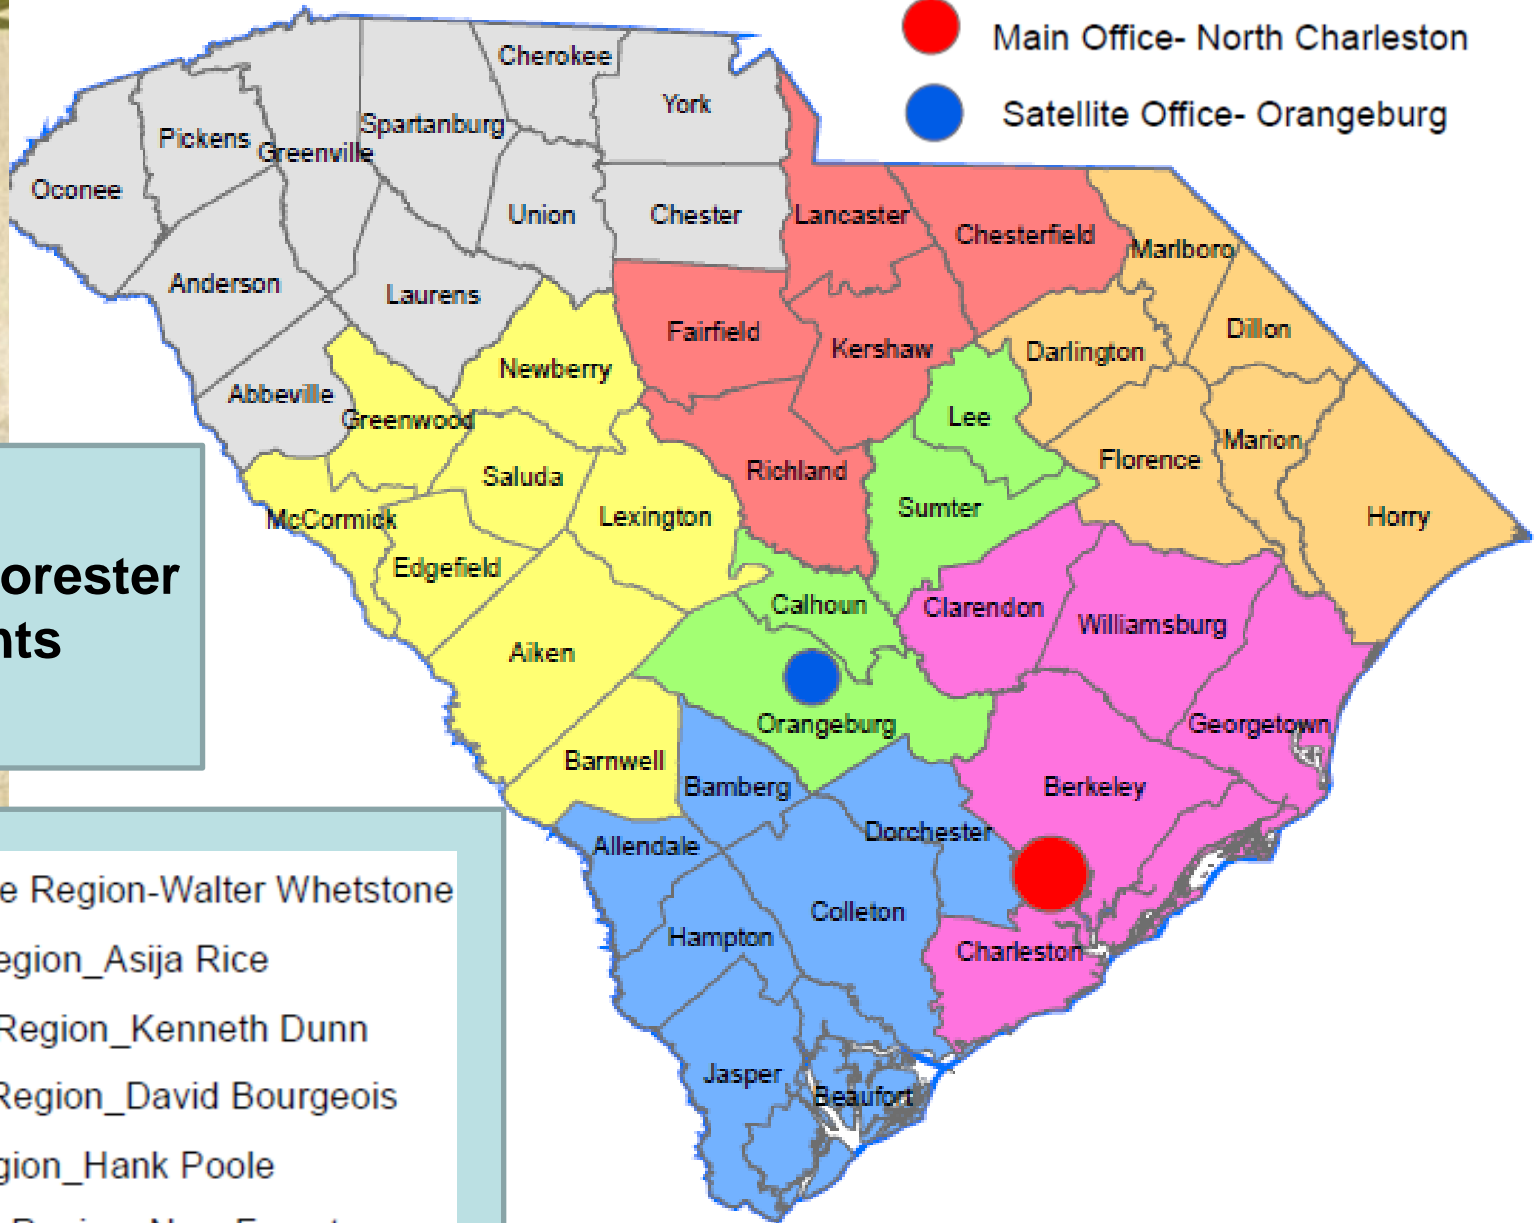 Main Office- North Charleston
Satellite Office- Orangeburg
Cherokee
York
Spartanburg
Pickens
Greenville
Oconee
Union
Chester
Lancaster
Chesterfield
Marlboro
Anderson
Laurens
Fairfield
Kershaw
Darlington
Dillon
Newberry
Abbeville
Greenwood
Lee
Marion
Florence
Saluda
Richland
Sumter
McCormick
Lexington
Horry
Edgefield
Calhoun
Clarendon
Williamsburg
Aiken
Orangeburg
Georgetown
Barnwell
Bamberg
Berkeley
Allendale
Dorchester
Colleton
Hampton
Charleston
Jasper
Beaufort
orester
nts
e Region-Walter Whetstone
egion_Asija Rice
Region_Kenneth Dunn
Region_David Bourgeois
gion_Hank Poole